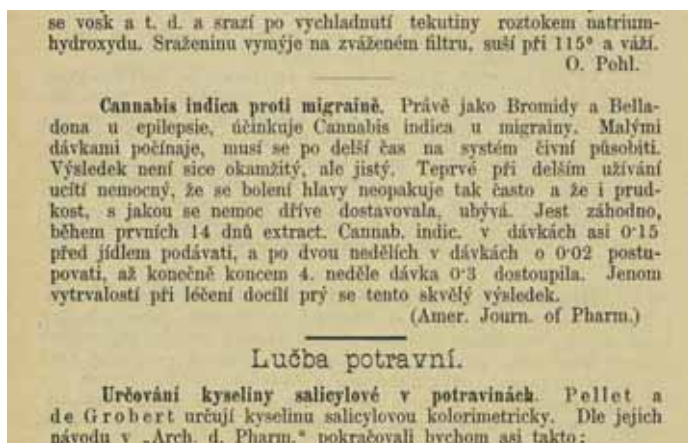 se vosk a t. d. a srazí po vychladnutí tekutiny roztokem natrium-
hydroxydu. Sraženinu vymýje na zváženém filtru, suší při 115° a váží.
O. Pohl.
Cannabis indica proti migraině. Právě jako Bromidy a Bella-
dona u epilepsie, účinkuje Cannabis indica u migrainy. Malými
dávkami počínaje, musí se po delší čas na systém čivní působiti.
Výsledek není sice okamžitý, ale jistý. Teprvé při delším užívání
ucítí nemocný, že se bolení hlavy neopakuje tak často a že i prud-
kost, s jakou se nemoc dříve dostavovala, ubývá. Jest záhodno,
během prvních 14 dnů extract. Cannab. indic. v dávkách asi 0·15
před jídlem podávati, a po dvou nedělích v dávkách o 0·02 postu-
povati, až konečně koncem 4. neděle dávka 0·3 dostoupila. Jenom
vytrvalostí při léčení docílí prý se tento skvělý výsledek.
(Amer. Journ. of Pharm.)
Lučba potravní.
Určování kyseliny salicylové v potravinách. Pellet a
de Grobert určují kyselinu salicylovou kolorimetricky. Dle jejich
návodu v „Arch. d. Pharm.“ pokračovali bychom asi takto: